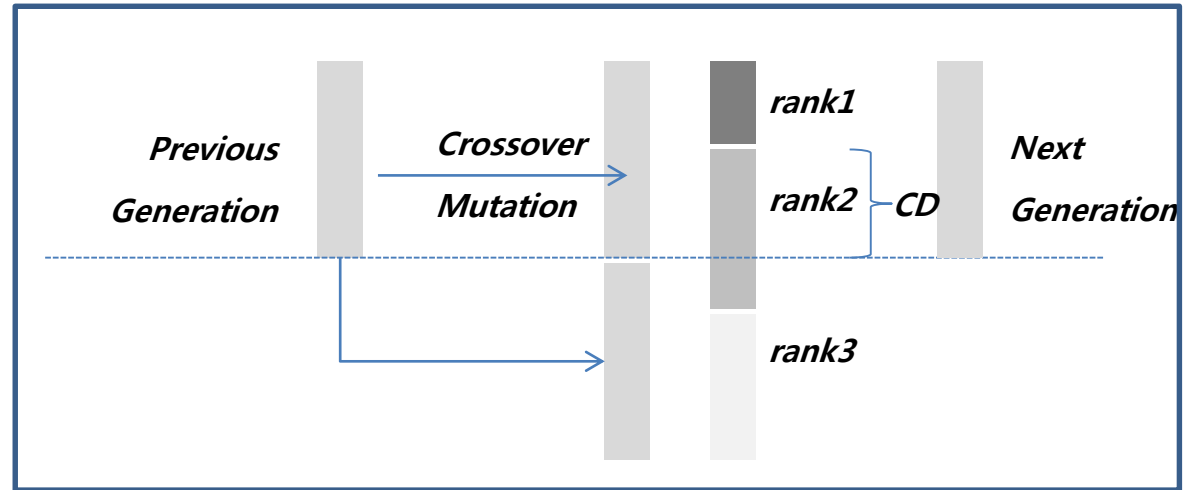 Previous
Generation
Crossover
Mutation
rank1
rank2
CD
rank3
Next
Generation